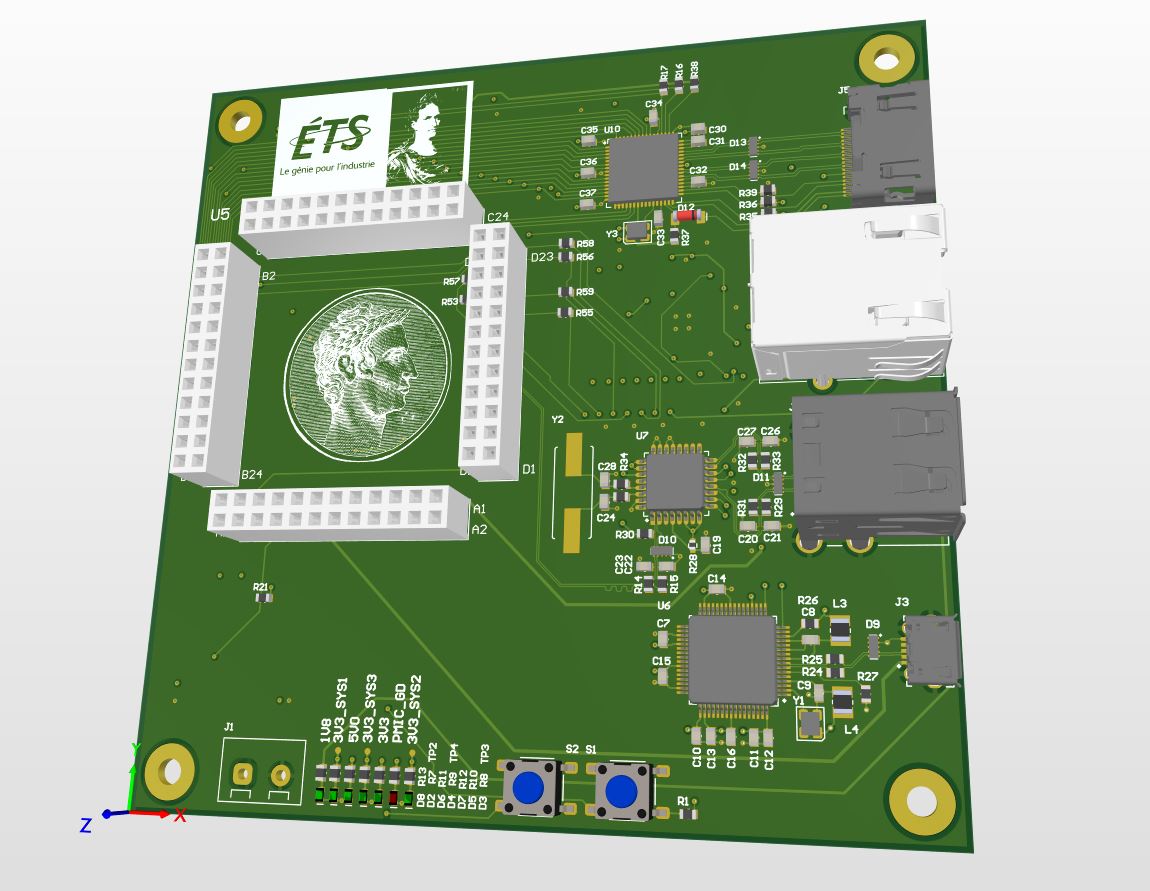 ÉTS
Le génie pour l'industrie
R17
R16
R38
C34
J5
C35
U10
C30
C31
D13
C36
D14
C32
C37
R39
R36
D12
Y3
C33
R37
U5
C24
B2
D23
R58
R56
R57
R59
R53
R55
B24
D1
A1
A2
Y2
U7
C27
C26
C28
R34
R32
R33
D11
C24
R31
R29
R30
C20
C21
D10
C19
R28
C23
C22
R14
R15
R21
C14
U6
C7
C15
R26
C8
L3
D9
J3
R25
R24
C9
R27
Y1
L4
C10
C13
C16
C11
C12
1V8
3V3_SYS1
5V0
3V3_SYS3
3V3
PMIC_GD
3V3_SYS2
J1
TP2
TP4
TP3
R13
R7
R11
R9
R12
R10
R8
D8
D2
D6
D4
D7
D5
D3
S2
S1
R1
Y
Z
X